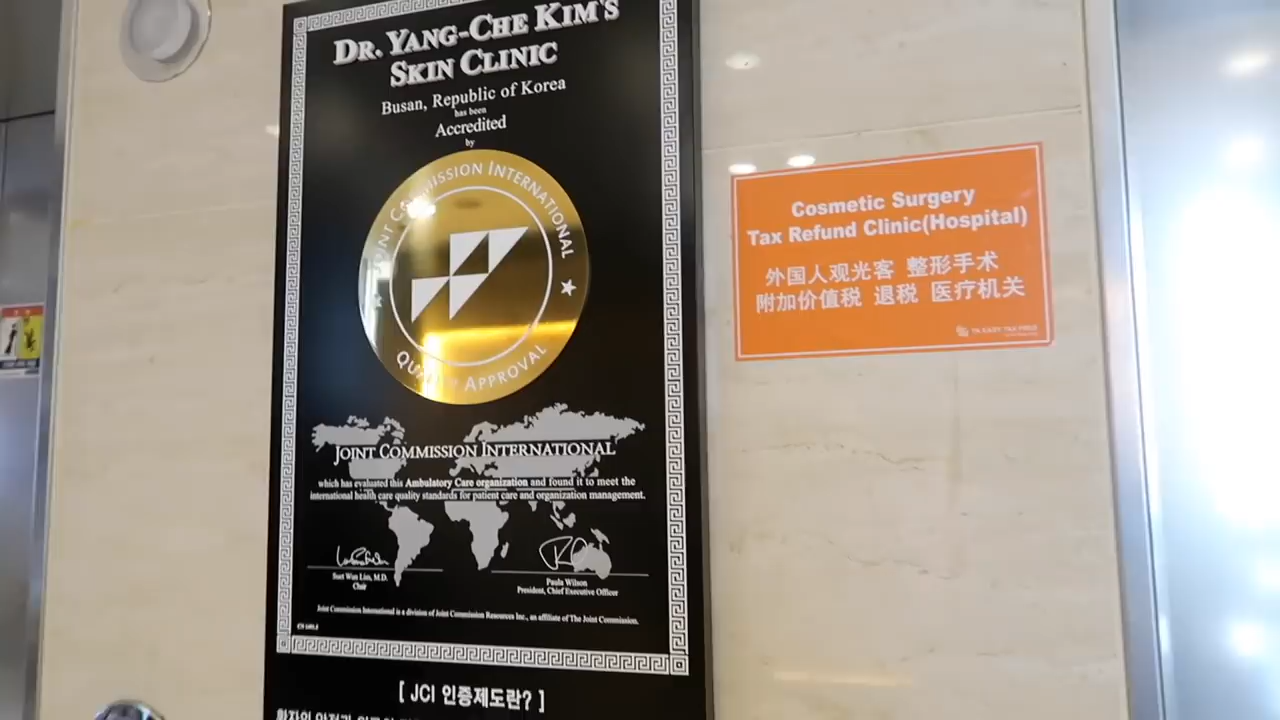 DR. YANG-CHE KIM'S
SKIN CLINIC
Busan, Republic of Korea
has been
Accredited
by
JOINT COMMISSION INTERNATIONAL
QUALITY APPROVAL
JOINT COMMISSION INTERNATIONAL
which has evaluated this Ambulatory Care organization and found it to meet the
international health care quality standards for patient care and organization management.
Paula Wilson
Chair
President, Chief Executive Officer
Joint Commission International is a division of Joint Commission Resources Inc., an affiliate of The Joint Commission.
[ JCI 인증제도란? ]
Cosmetic Surgery
Tax Refund Clinic(Hospital)
外国人观光客 整形手术
附加价值税 退税 医疗机关